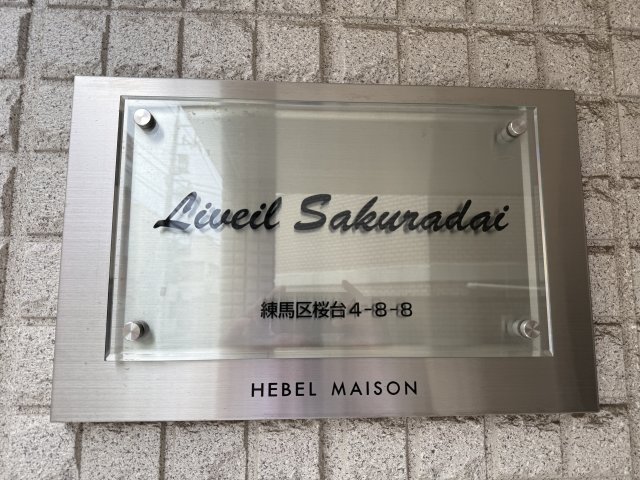 Liveil Sakuradai
練馬区桜台4-8-8
HEBEL MAISON